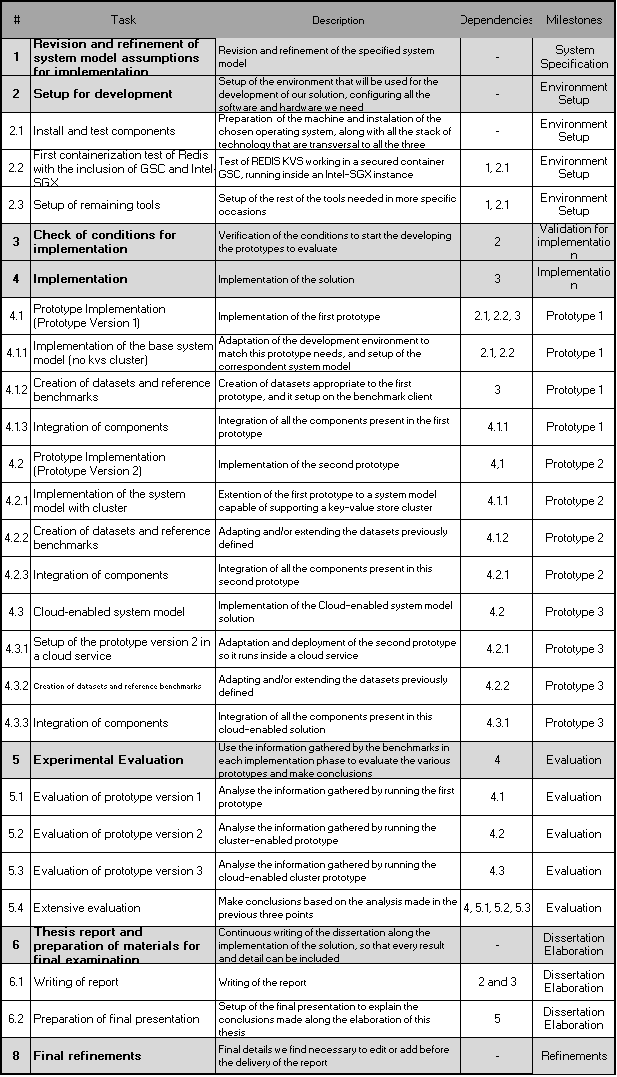 # Task Description Dependencies Milestones
1 Revision and refinement of system model assumptions for implementation Revision and refinement of the specified system model - System Specification
2 Setup for development Setup of the environment that will be used for the development of our solution, configuring all the software and hardware we need Environment Setup
2.1 Install and test components Preparation of the machine and instalation of the chosen operating system, along with all the stack of technology that are transversal to all the three - Environment Setup
2.2 First containerization test of Redis with the inclusion of GSC and Intel-SGX Test of REDIS KVS working in a secured container GSC, running inside an Intel-SGX instance 1, 2.1 Environment Setup
2.3 Setup of remaining tools Setup of the rest of the tools needed in more specific occasions 1, 2.1 Environment Setup
3 Check of conditions for implementation Verification of the conditions to start the developing the prototypes to evaluate 2 Validation for implementatio n
4 Implementation Implementation of the solution 3 Implementatio n
4.1 Prototype Implementation (Prototype Version 1) Implementation of the first prototype 2.1, 2.2, 3 Prototype 1
4.1.1 Implementation of the base system model (no kvs cluster) Adaptation of the development environment to match this prototype needs, and setup of the correspondent system model 2.1, 2.2 Prototype 1
4.1.2 Creation of datasets and reference benchmarks Creation of datasets appropriate to the first prototype, and it setup on the benchmark client 3 Prototype 1
4.1.3 Integration of components Integration of all the components present in the first prototype 4.1.1 Prototype 1
4.2 Prototype Implementation (Prototype Version 2) Implementation of the second prototype 4,1 Prototype 2
4.2.1 Implementation of the system model with cluster Extention of the first prototype to a system model capable of supporting a key-value store cluster 4.1.1 Prototype 2
4.2.2 Creation of datasets and reference benchmarks Adapting and/or extending the datasets previously defined 4.1.2 Prototype 2
4.2.3 Integration of components Integration of all the components present in this second prototype 4.2.1 Prototype 2
4.3 Cloud-enabled system model Implementation of the Cloud-enabled system model solution 4.2 Prototype 3
4.3.1 Setup of the prototype version 2 in a cloud service Adaptation and deployment of the second prototype so it runs inside a cloud service 4.2.1 Prototype 3
4.3.2 Creation of datasets and reference benchmarks Adapting and/or extending the datasets previously defined 4.2.2 Prototype 3
4.3.3 Integration of components Integration of all the components present in this cloud-enabled solution 4.3.1 Prototype 3
5 Experimental Evaluation Use the information gathered by the benchmarks in each implementation phase to evaluate the various prototypes and make conclusions 4 Evaluation
5.1 Evaluation of prototype version 1 Analyse the information gathered by running the first prototype 4.1 Evaluation
5.2 Evaluation of prototype version 2 Analyse the information gathered by running the cluster-enabled prototype 4.2 Evaluation
5.3 Evaluation of prototype version 3 Analyse the information gathered by running the cloud-enabled cluster prototype 4.3 Evaluation
5.4 Extensive evaluation Make conclusions based on the analysis made in the previous three points 4, 5.1, 5.2, 5.3 Evaluation
6 Thesis report and preparation of materials for final examination Continuous writing of the dissertation along the implementation of the solution, so that every result and detail can be included - Dissertation Elaboration
6.1 Writing of report Writing of the report 2 and 3 Dissertation Elaboration
6.2 Preparation of final presentation Setup of the final presentation to explain the conclusions made along the elaboration of this thesis 5 Dissertation Elaboration
8 Final refinements Final details we find necessary to edit or add before the delivery of the report - Refinements